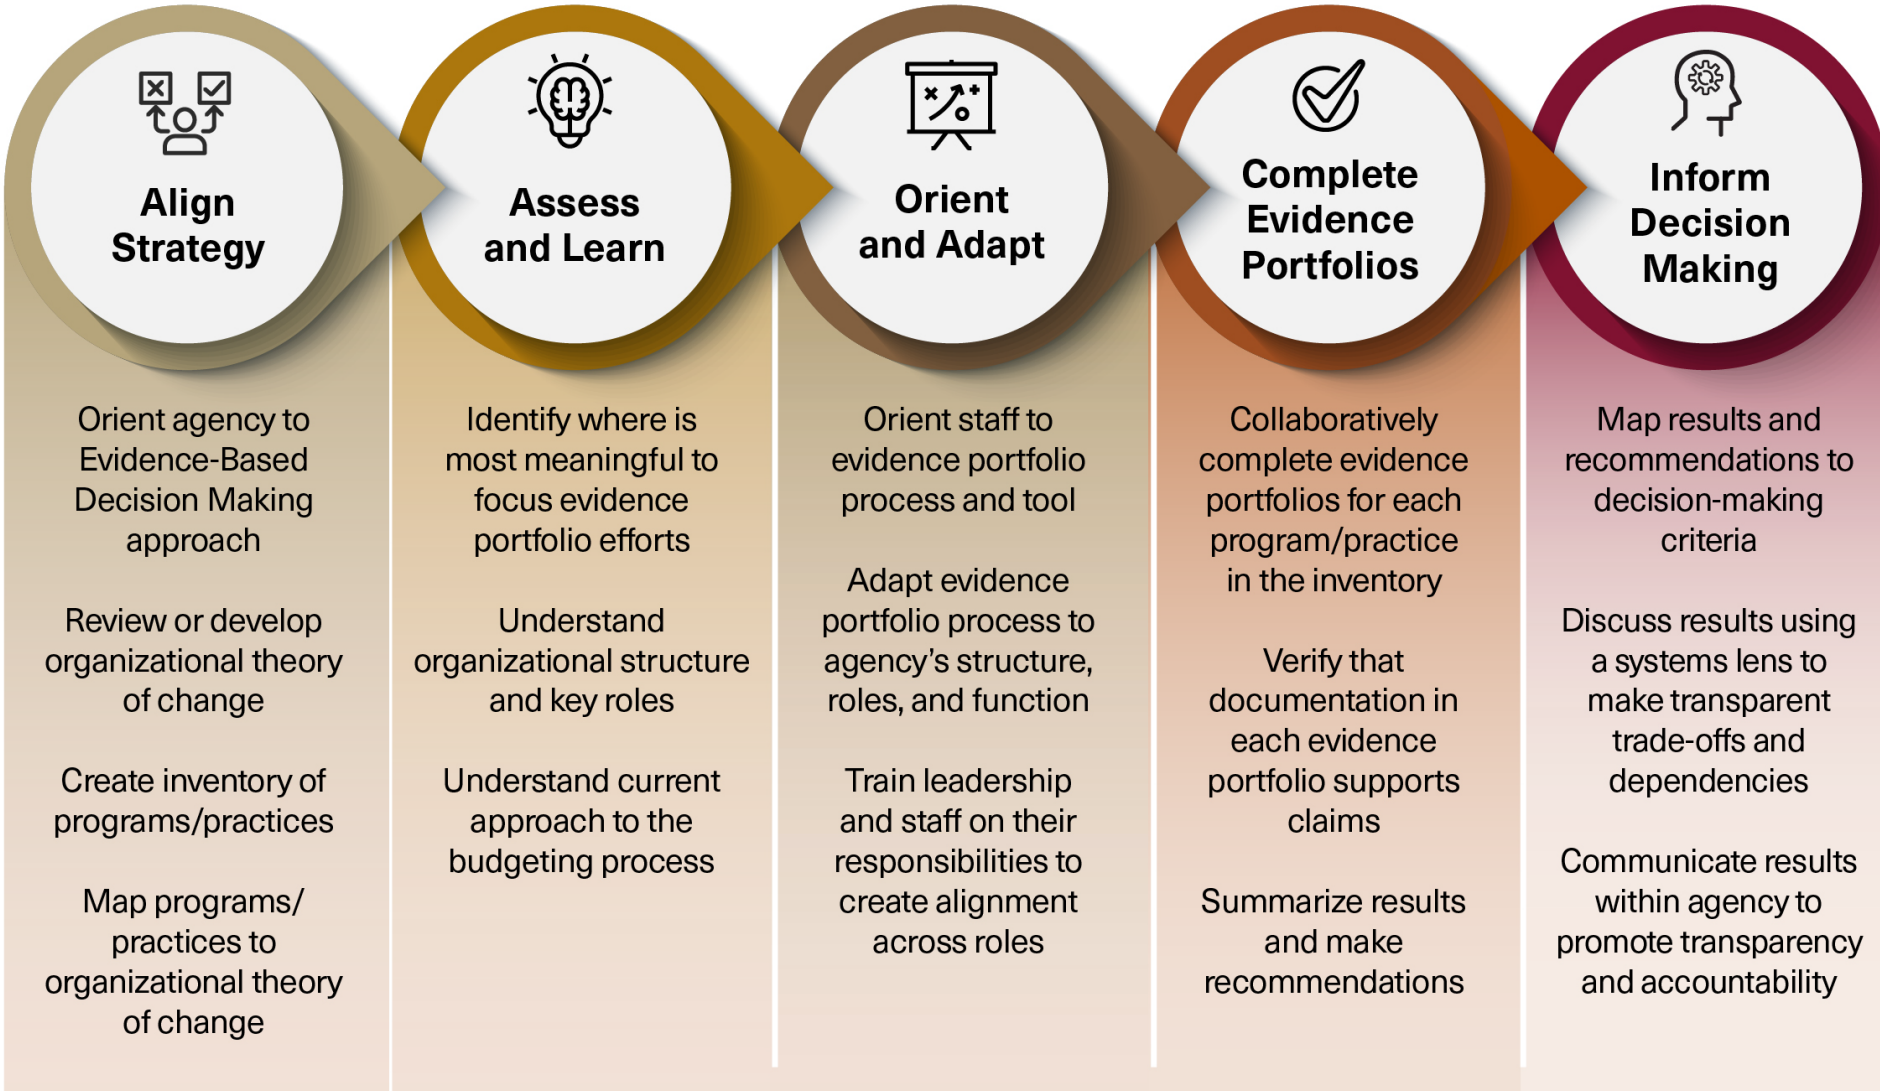 Align
Strategy
Orient agency to
Evidence-Based
Decision Making
approach
Review or develop
organizational theory
of change
Create inventory of
programs/practices
Map programs/
practices to
organizational theory
of change
Assess
and Learn
Identify where is
most meaningful to
focus evidence
portfolio efforts
Understand
organizational structure
and key roles
Understand current
approach to the
budgeting process
Orient
and Adapt
Orient staff to
evidence portfolio
process and tool
Adapt evidence
portfolio process to
agency’s structure,
roles, and function
Train leadership
and staff on their
responsibilities to
create alignment
across roles
Complete
Evidence
Portfolios
Collaboratively
complete evidence
portfolios for each
program/practice
in the inventory
Verify that
documentation in
each evidence
portfolio supports
claims
Summarize results
and make
recommendations
Inform
Decision
Making
Map results and
recommendations to
decision-making
criteria
Discuss results using
a systems lens to
make transparent
trade-offs and
dependencies
Communicate results
within agency to
promote transparency
and accountability